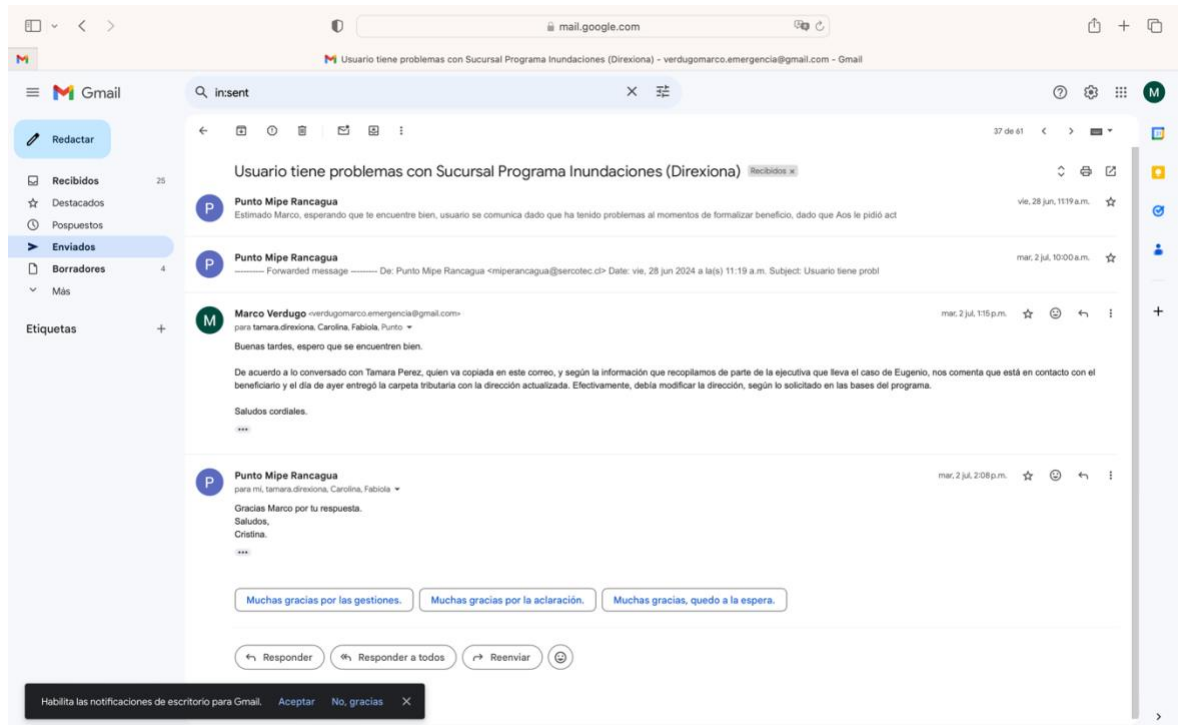 mail.google.com
Usuario tiene problemas con Sucursal Programa Inundaciones (Direxiona) - verdugomarco.emergencia@gmail.com - Gmail
Gmail
in:sent
M
Redactar
37 de 61
Recibidos 25
Destacados
Pospuestos
Enviados
Borradores 4
Más
Etiquetas
Usuario tiene problemas con Sucursal Programa Inundaciones (Direxiona) Recibidos x
P
Punto Mipe Rancagua
vie, 28 jun, 11:19 a.m.
Estimado Marco, esperando que te encuentre bien, usuario se comunica dado que ha tenido problemas al momentos de formalizar beneficio, dado que Aos le pidió act
P
Punto Mipe Rancagua
mar, 2 jul, 10:00 a.m.
---------- Forwarded message --------- De: Punto Mipe Rancagua <miperancagua@sercotec.cl> Date: vie, 28 jun 2024 a la(s) 11:19 a.m. Subject: Usuario tiene probl
M
Marco Verdugo <verdugomarco.emergencia@gmail.com>
mar, 2 jul, 1:15 p.m.
para tamara.direxiona, Carolina, Fabiola, Punto
Buenas tardes, espero que se encuentren bien.
De acuerdo a lo conversado con Tamara Perez, quien va copiada en este correo, y según la información que recopilamos de parte de la ejecutiva que lleva el caso de Eugenio, nos comenta que está en contacto con el
beneficiario y el día de ayer entregó la carpeta tributaria con la dirección actualizada. Efectivamente, debía modificar la dirección, según lo solicitado en las bases del programa.
Saludos cordiales.
P
Punto Mipe Rancagua
mar, 2 jul, 2:08 p.m.
para mi, tamara.direxiona, Carolina, Fabiola
Gracias Marco por tu respuesta.
Saludos,
Cristina.
Muchas gracias por las gestiones.
Muchas gracias por la aclaración.
Muchas gracias, quedo a la espera.
Responder
Responder a todos
Reenviar
Habilita las notificaciones de escritorio para Gmail. Aceptar No, gracias